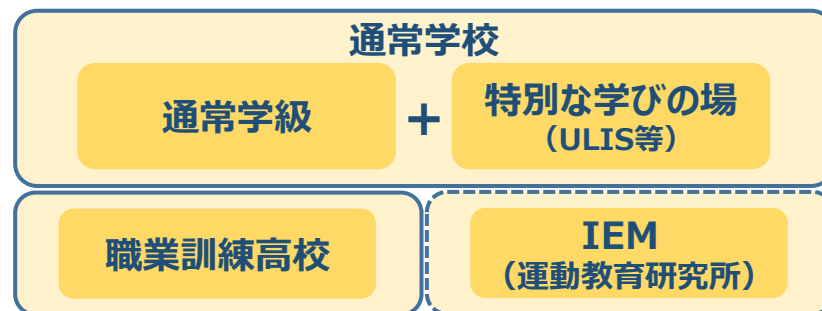 通常学校
通常学級 + 特別な学びの場
（ULIS等）
職業訓練高校
IEM
（運動教育研究所）